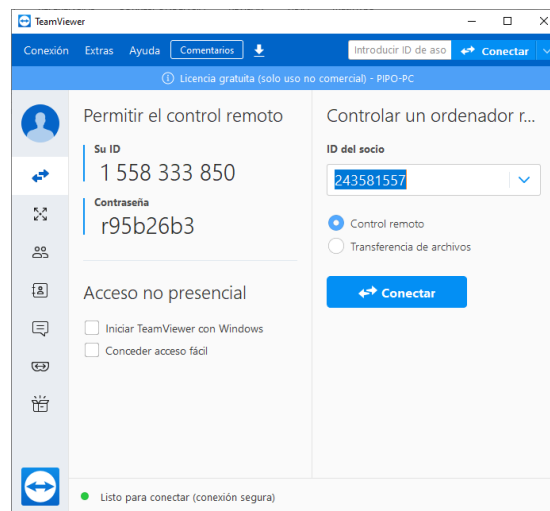 TeamViewer
Conexión Extras Ayuda Comentarios Introducir ID de aso Conectar
Licencia gratuita (solo uso no comercial) - PIPO-PC
Permitir el control remoto
Su ID
1 558 333 850
Contraseña
r95b26b3
Acceso no presencial
Iniciar TeamViewer con Windows
Conceder acceso fácil
Controlar un ordenador r...
ID del socio
243581557
Control remoto
Transferencia de archivos
Conectar
Listo para conectar (conexión segura)